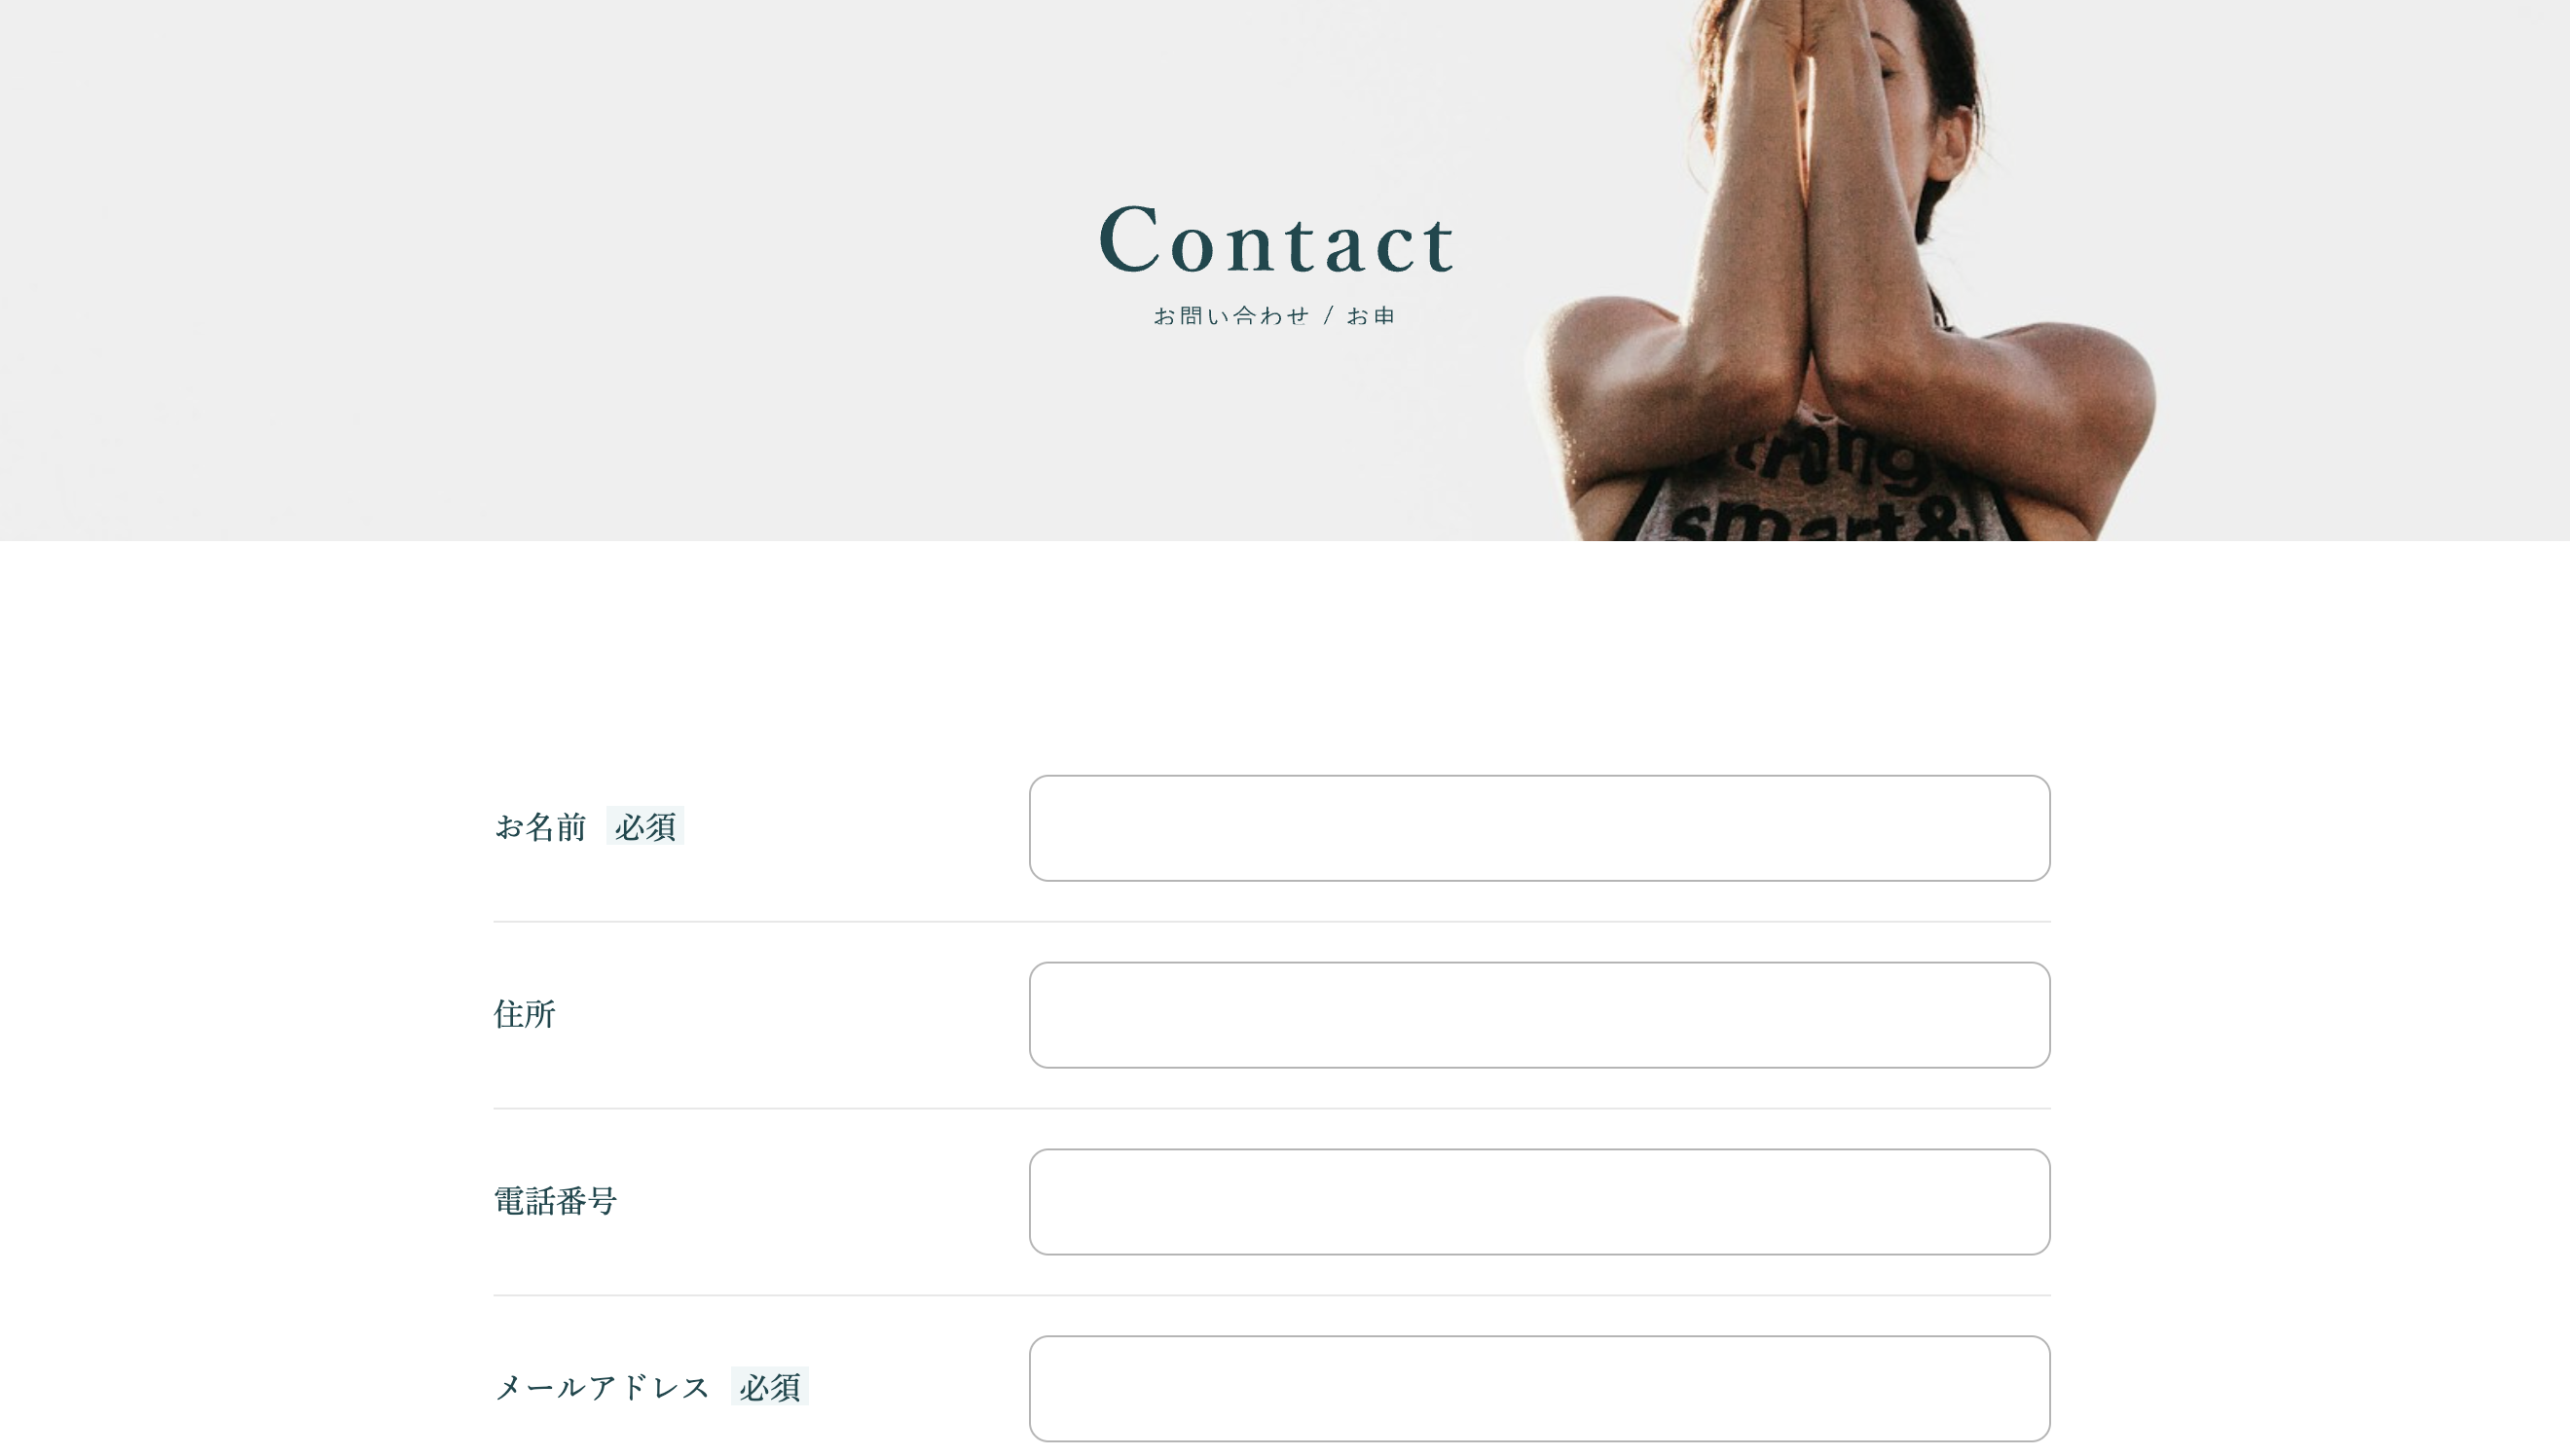 Contact
お問い合わせ / お申
strong
smart&
お名前 必須
住所
電話番号
メールアドレス 必須